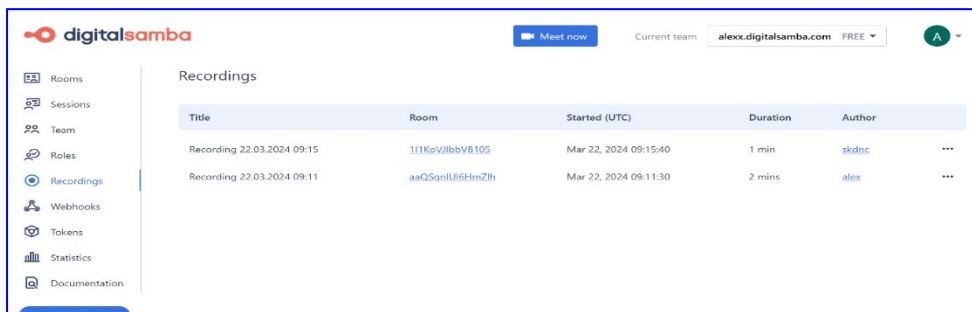 digitalsamba
Meet now
Current team
alexx.digitalsamba.com FREE
A
Rooms
Sessions
Team
Roles
Recordings
Webhooks
Tokens
Statistics
Documentation
Recordings
Title Room Started (UTC) Duration Author
Recording 22.03.2024 09:15 1I1KoVJlbbV8105 Mar 22, 2024 09:15:40 1 min skdnc ...
Recording 22.03.2024 09:11 aaQSqnIUl6HmZlh Mar 22, 2024 09:11:30 2 mins alex ...